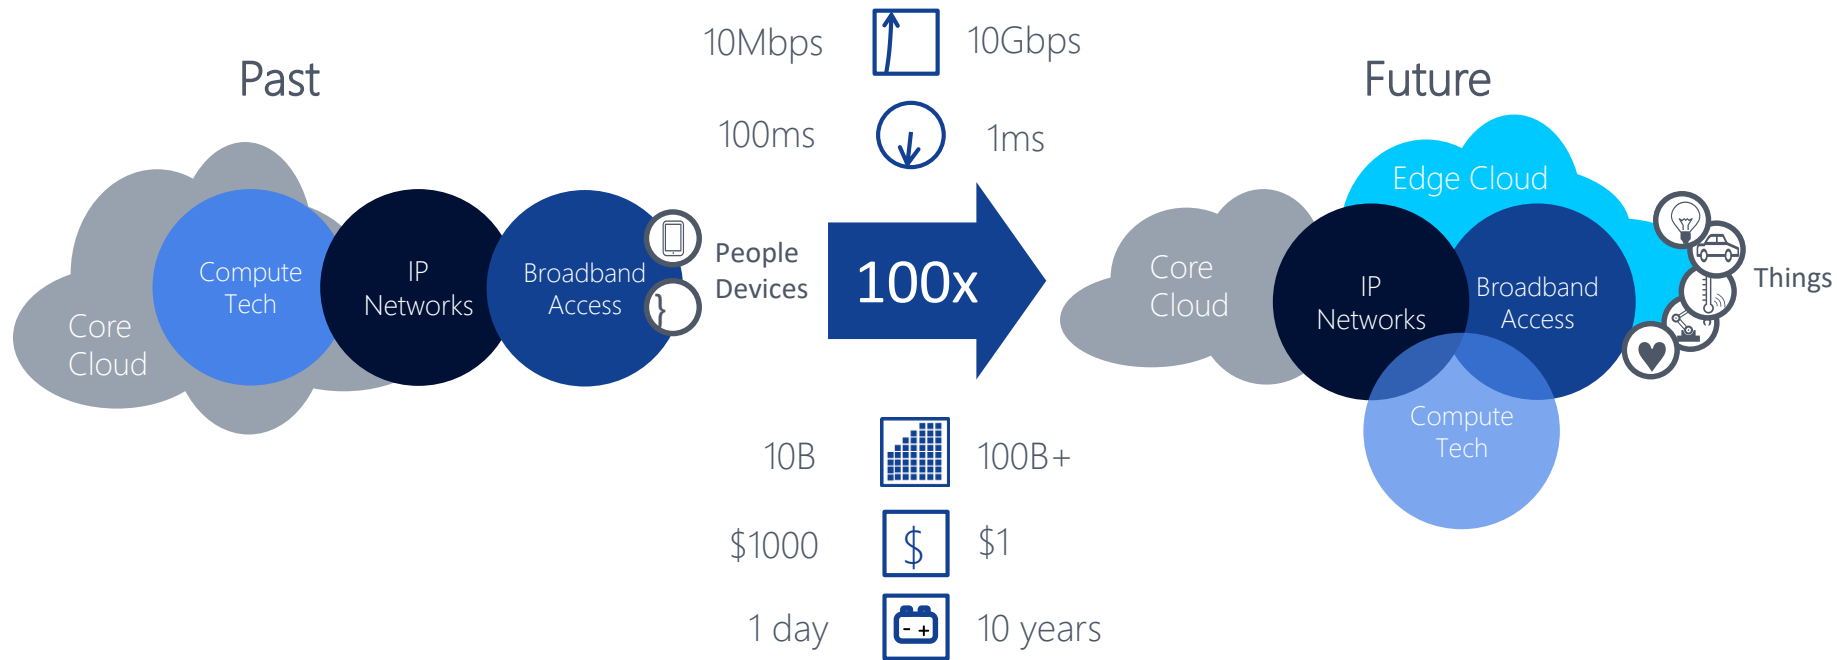 Past
Core
Cloud
Compute
Tech
IP
Networks
Broadband
Access
}
People
Devices
10Mbps
10Gbps
100ms
1ms
100x
10B
100B+
$1000
$
$1
1 day
- +
10 years
Future
Edge Cloud
Core
Cloud
IP
Networks
Broadband
Access
Compute
Tech
Things